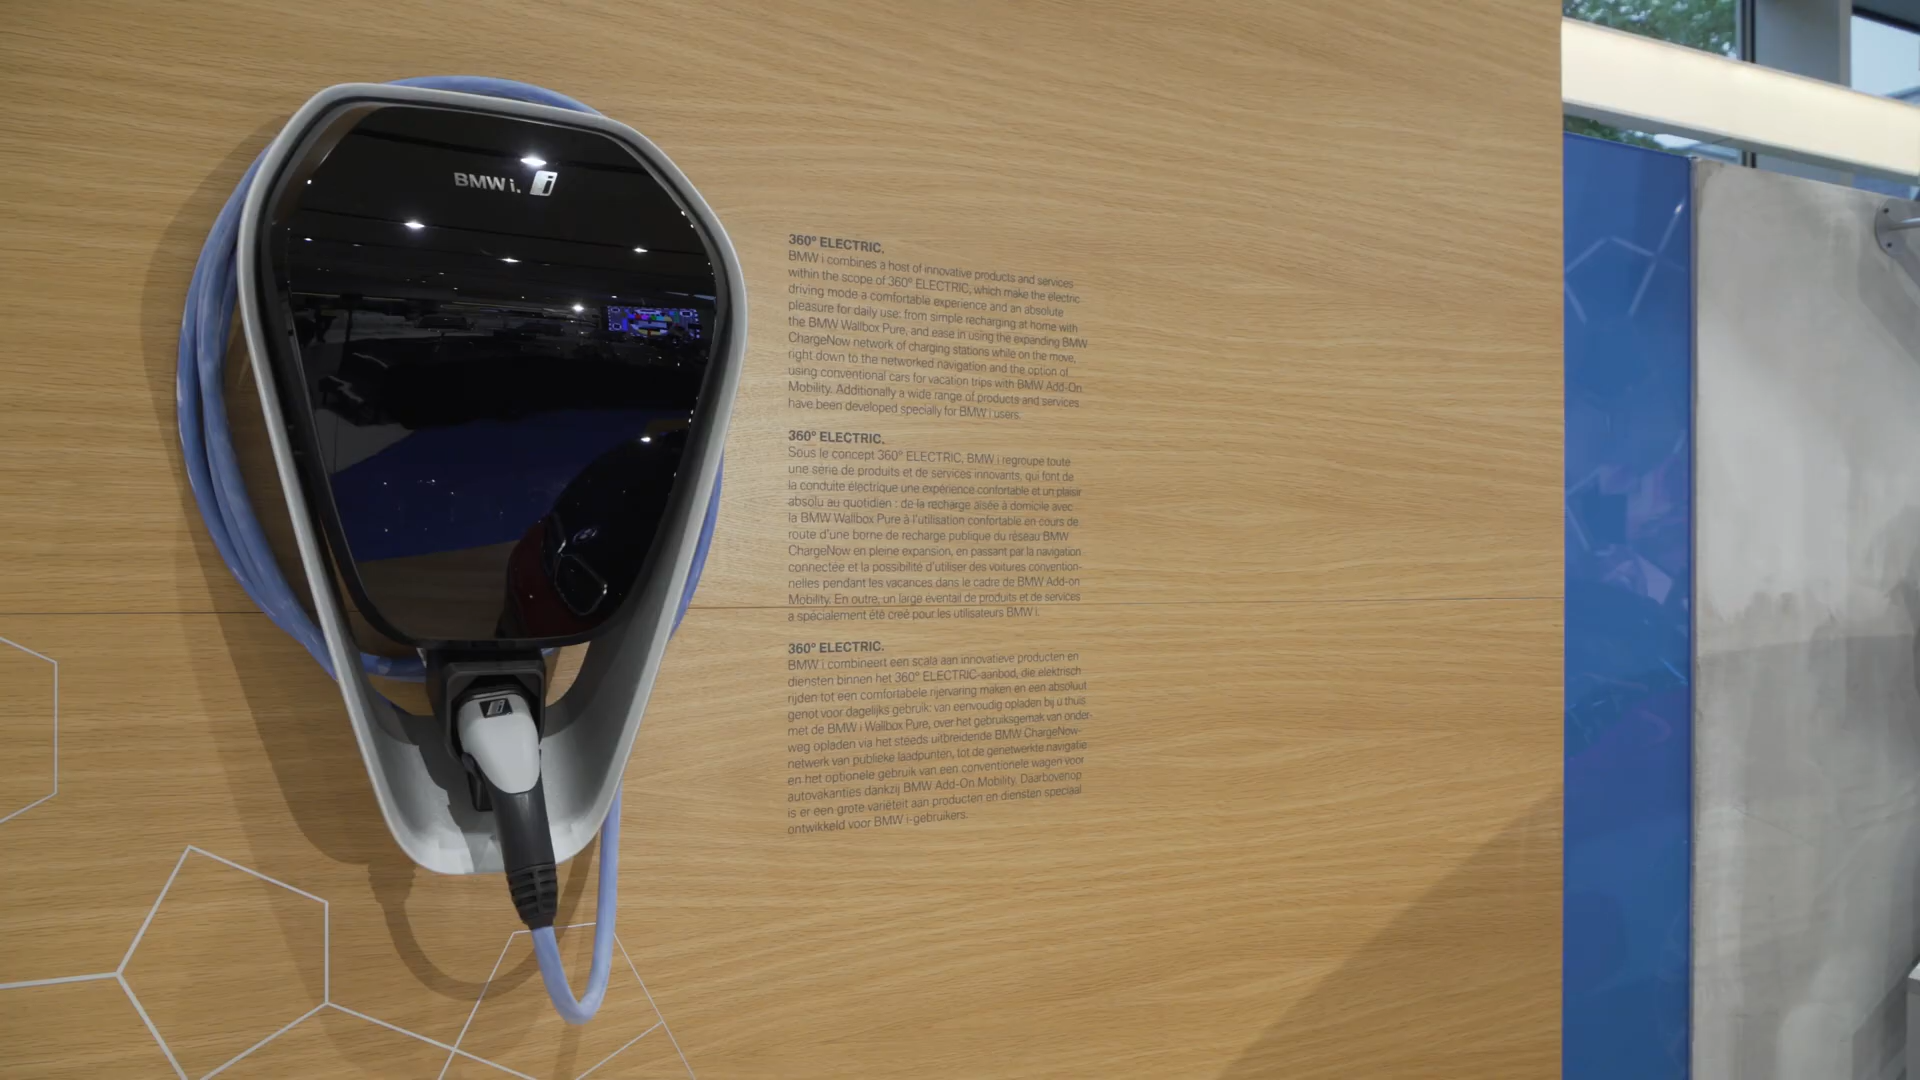 BMW i.
360° ELECTRIC.
BMW i combines a host of innovative products and services
within the scope of 360° ELECTRIC, which make the electric
driving mode a comfortable experience and an absolute
pleasure for daily use: from simple recharging at home with
the BMW Wallbox Pure, and ease in using the expanding BMW
ChargeNow network of charging stations while on the move,
right down to the networked navigation and the option of
using conventional cars for vacation trips with BMW Add-On
Mobility. Additionally a wide range of products and services
have been developed specially for BMW i users.
360° ELECTRIC.
Sous le concept 360° ELECTRIC, BMW i regroupe toute
une série de produits et de services innovants, qui font de
la conduite électrique une expérience confortable et un plaisir
absolu au quotidien : de la recharge aisée à domicile avec
la BMW Wallbox Pure à l'utilisation confortable en cours de
route d'une borne de recharge publique du réseau BMW
ChargeNow en pleine expansion, en passant par la navigation
connectée et la possibilité d'utiliser des voitures convention-
nelles pendant les vacances dans le cadre de BMW Add-on
Mobility. En outre, un large éventail de produits et de services
a spécialement été creé pour les utilisateurs BMW i.
360° ELECTRIC.
BMW i combineert een scala aan innovatieve producten en
diensten binnen het 360° ELECTRIC-aanbod, die elektrisch
rijden tot een comfortabele rijervaring maken en een absoluut
genot voor dagelijks gebruik: van eenvoudig opladen bij u thuis
met de BMW i Wallbox Pure, over het gebruiksgemak van onder-
weg opladen via het steeds uitbreidende BMW ChargeNow-
netwerk van publieke laadpunten, tot de genetwerkte navigatie
en het optionele gebruik van een conventionele wagen voor
autovakanties dankzij BMW Add-On Mobility. Daarbovenop
is er een grote variëteit aan producten en diensten speciaal
ontwikkeld voor BMW i-gebruikers.